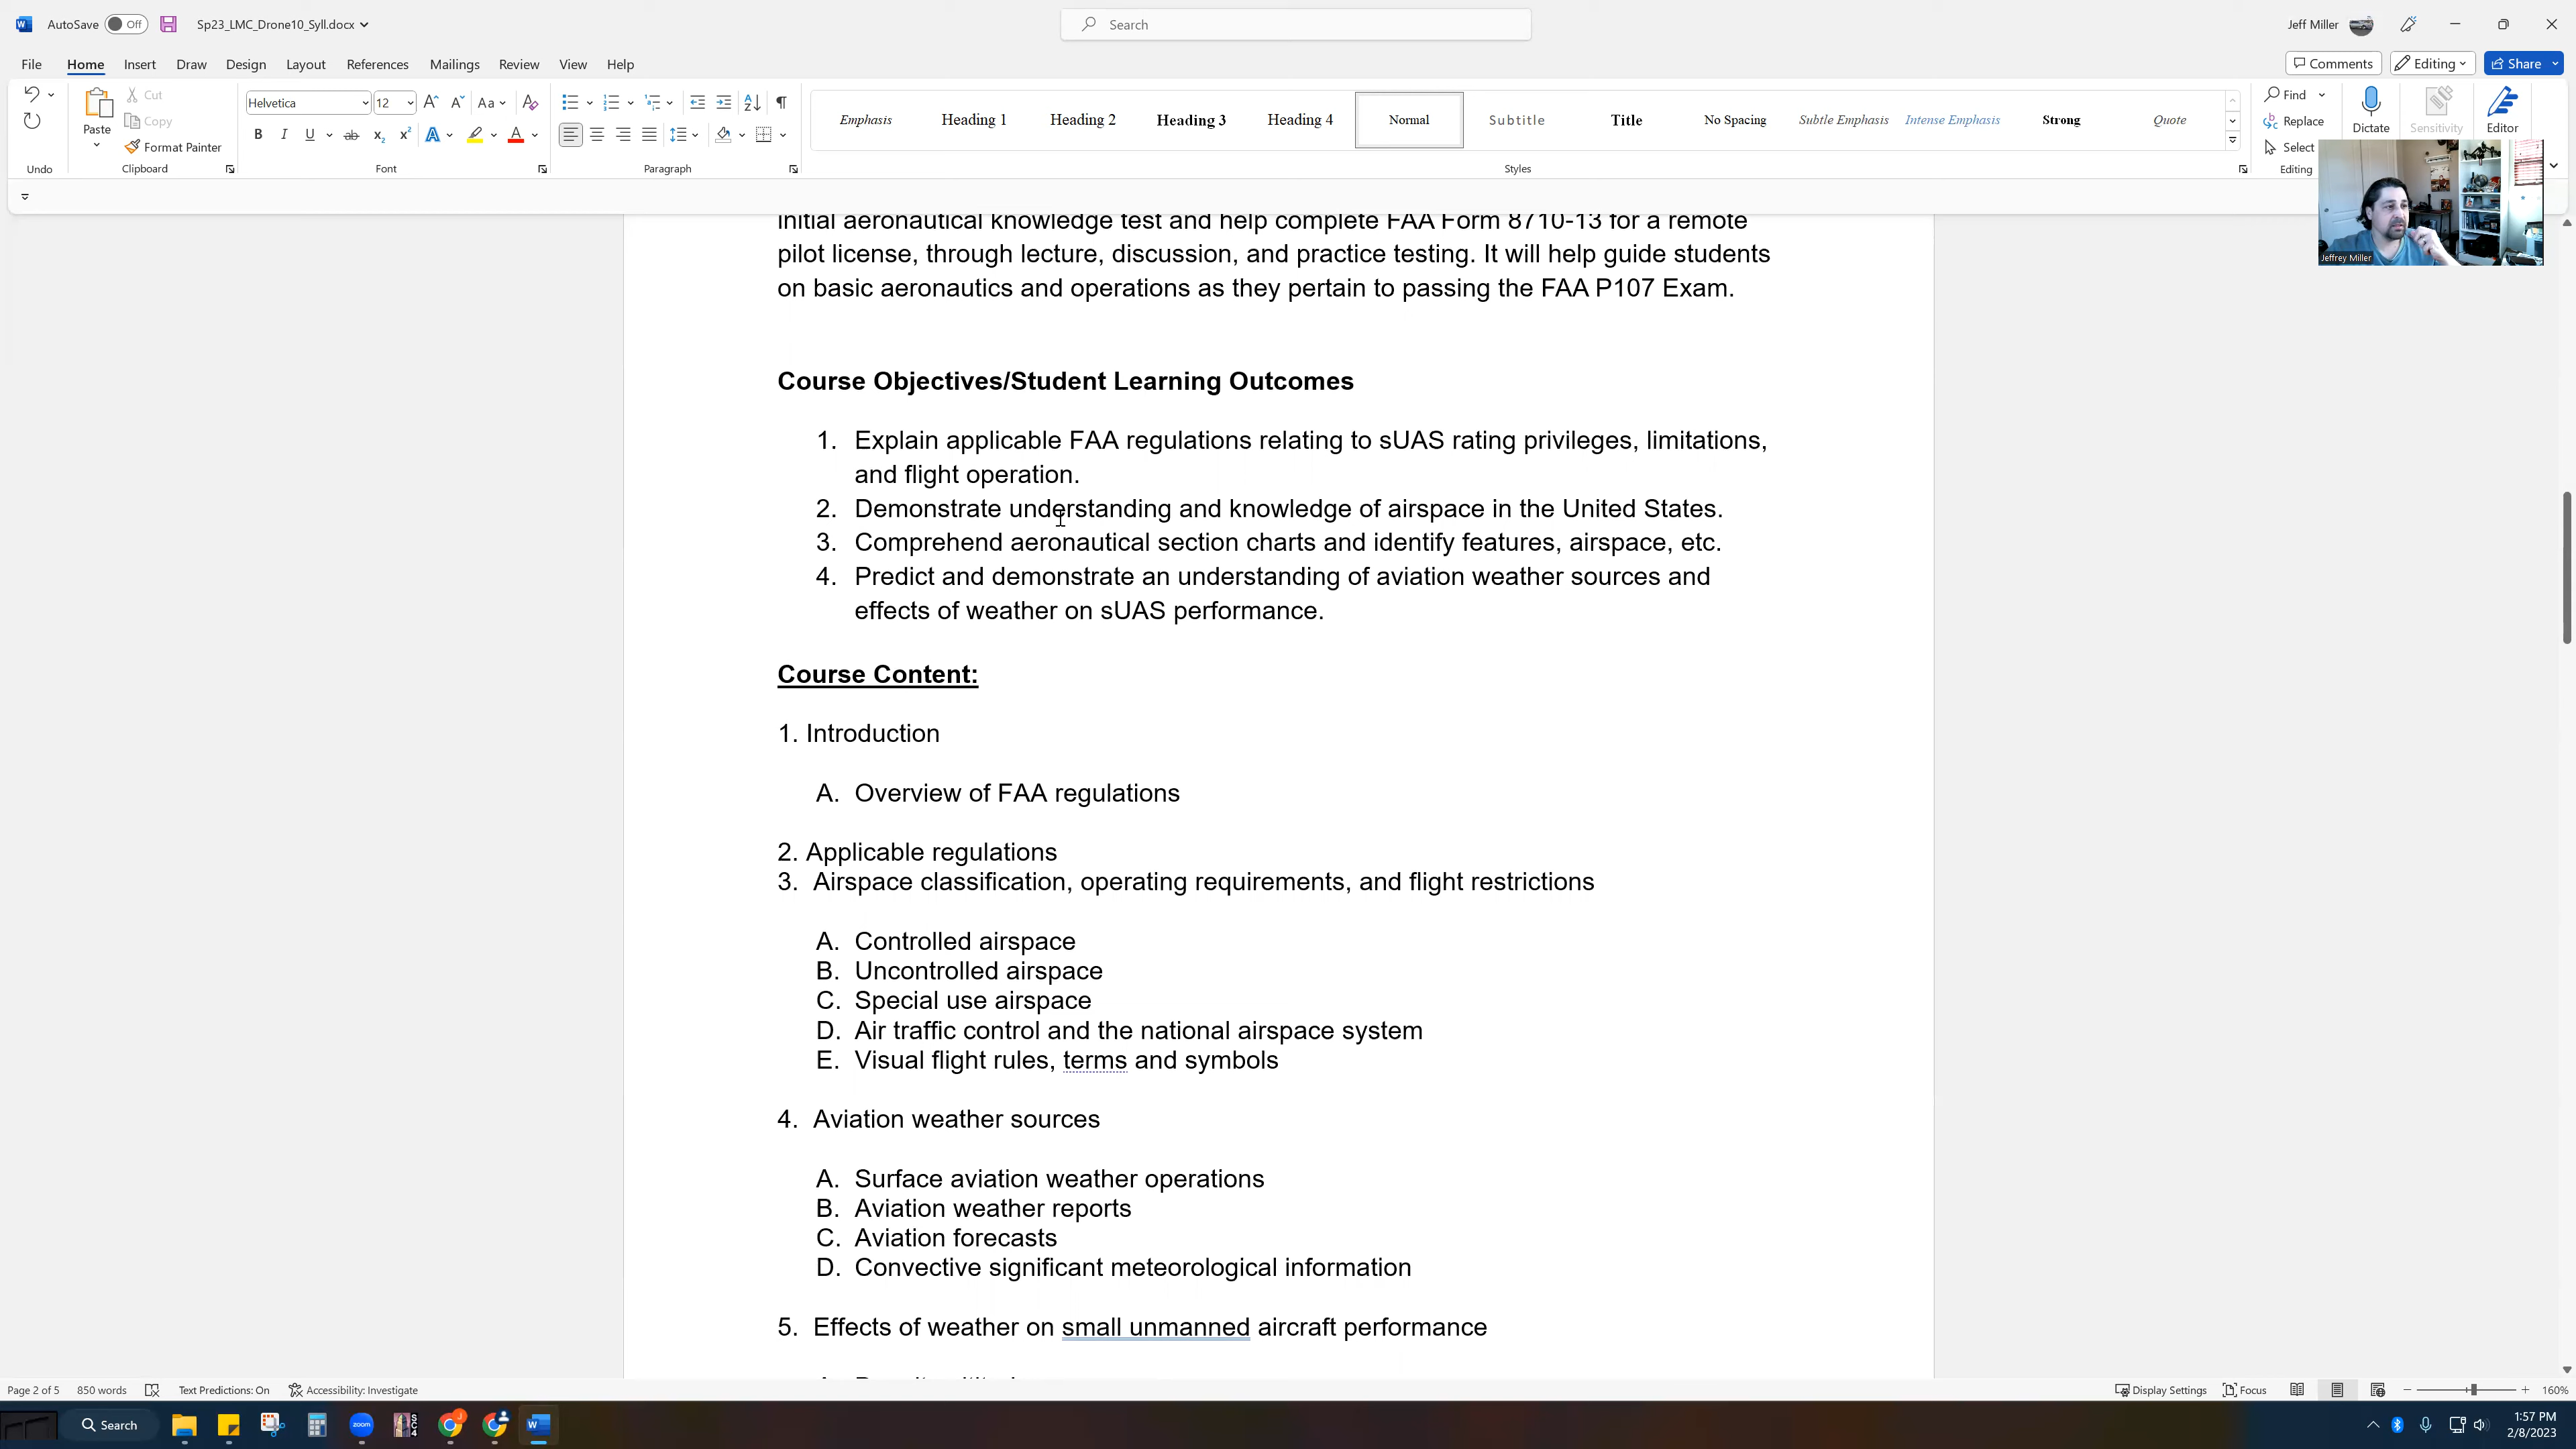 AutoSave Off Sp23_LMC_Drone10_Syll.docx Search Jeff Miller
File Home Insert Draw Design Layout References Mailings Review View Help Comments Editing Share
Helvetica 12 Aa
Cut
Copy
Format Painter
Paste
Emphasis Heading 1 Heading 2 Heading 3 Heading 4 Normal Subtitle Title No Spacing Subtle Emphasis Intense Emphasis Strong Quote
Find
Replace
Select
Dictate Sensitivity Editor
Undo Clipboard Font Paragraph Styles Editing
Jeffrey Miller
initial aeronautical knowledge test and help complete FAA Form 8710-13 for a remote
pilot license, through lecture, discussion, and practice testing. It will help guide students
on basic aeronautics and operations as they pertain to passing the FAA P107 Exam.
Course Objectives/Student Learning Outcomes
1. Explain applicable FAA regulations relating to sUAS rating privileges, limitations,
and flight operation.
2. Demonstrate understanding and knowledge of airspace in the United States.
3. Comprehend aeronautical section charts and identify features, airspace, etc.
4. Predict and demonstrate an understanding of aviation weather sources and
effects of weather on sUAS performance.
Course Content:
1. Introduction
A. Overview of FAA regulations
2. Applicable regulations
3. Airspace classification, operating requirements, and flight restrictions
A. Controlled airspace
B. Uncontrolled airspace
C. Special use airspace
D. Air traffic control and the national airspace system
E. Visual flight rules, terms and symbols
4. Aviation weather sources
A. Surface aviation weather operations
B. Aviation weather reports
C. Aviation forecasts
D. Convective significant meteorological information
5. Effects of weather on small unmanned aircraft performance
Page 2 of 5 850 words Text Predictions: On Accessibility: Investigate Display Settings Focus 160%
Search zoom 1:57 PM
2/8/2023